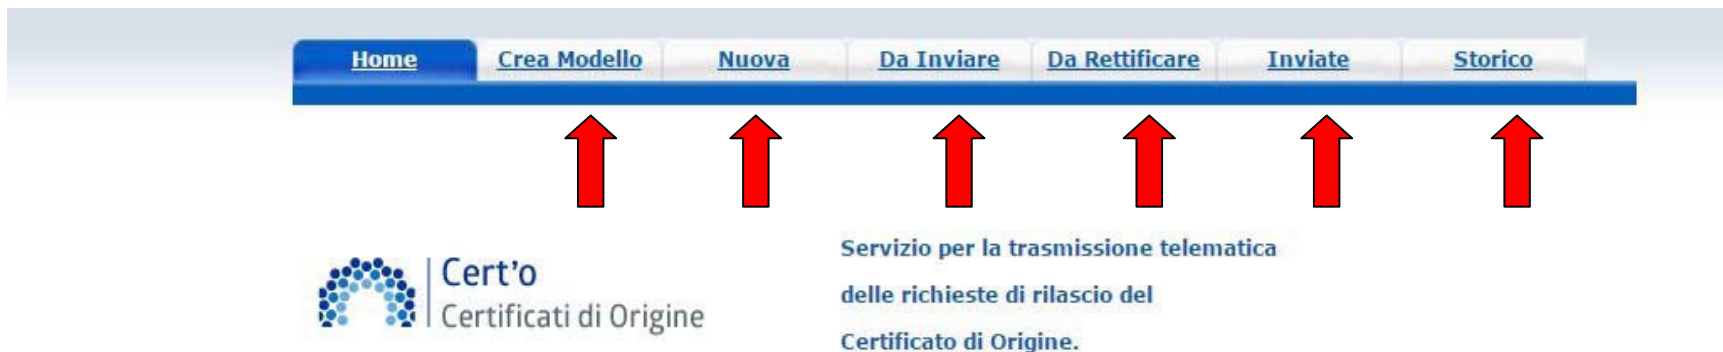 Home Crea Modello Nuova Da Inviare Da Rettificare Inviate Storico
Cert'o
Certificati di Origine
Servizio per la trasmissione telematica
delle richieste di rilascio del
Certificato di Origine.